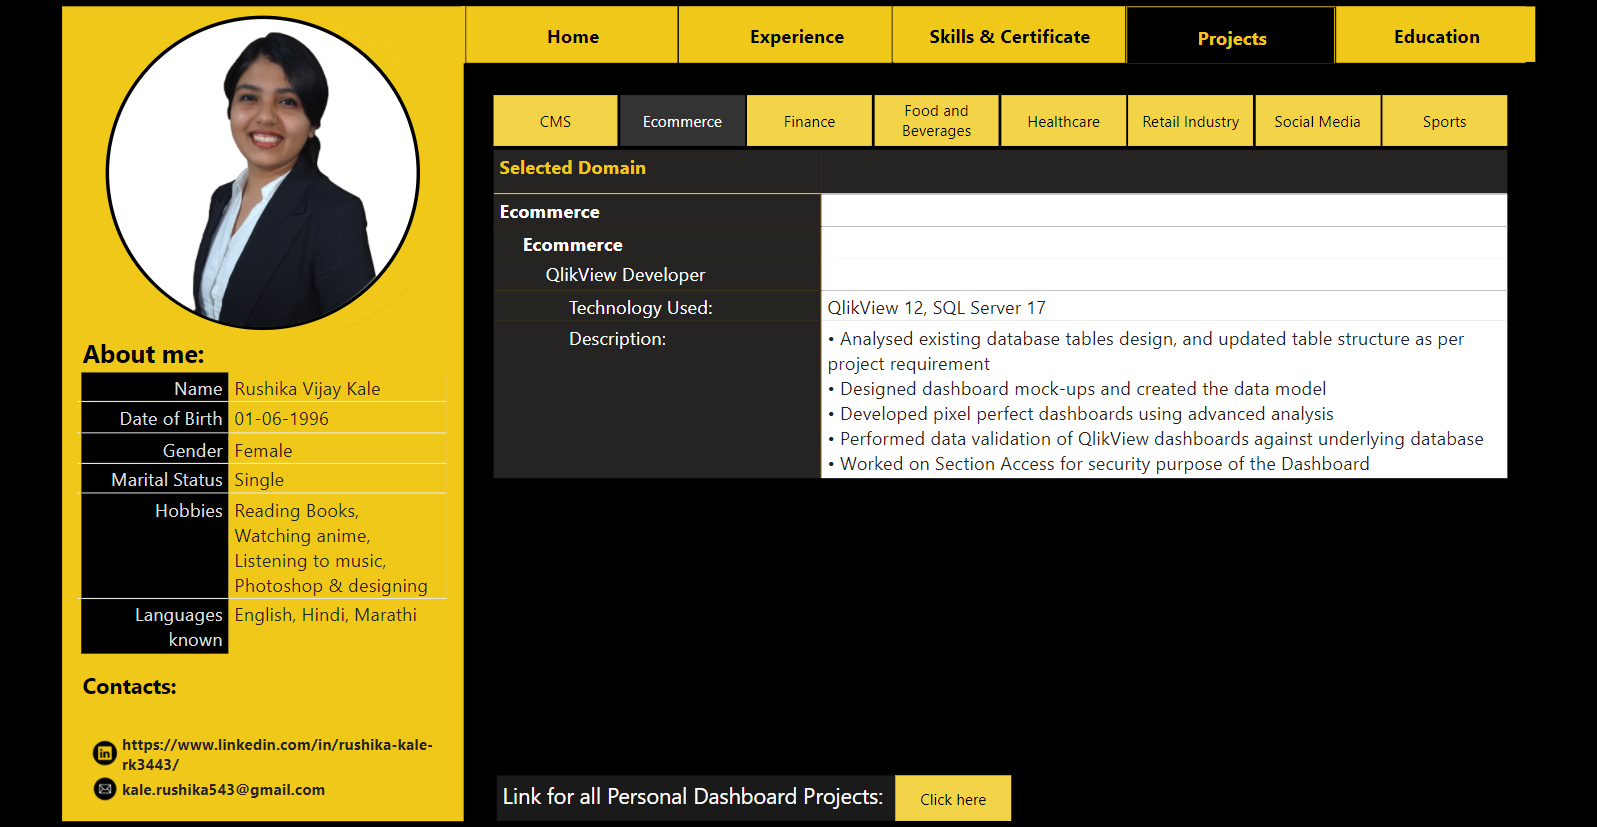 Home
Experience
Skills & Certificate
Projects
Education
CMS
Ecommerce
Finance
Food and
Beverages
Healthcare
Retail Industry
Social Media
Sports
Selected Domain
Ecommerce
Ecommerce
QlikView Developer
Technology Used: QlikView 12, SQL Server 17
Description: • Analysed existing database tables design, and updated table structure as per
project requirement
• Designed dashboard mock-ups and created the data model
• Developed pixel perfect dashboards using advanced analysis
• Performed data validation of QlikView dashboards against underlying database
• Worked on Section Access for security purpose of the Dashboard
About me:
Name Rushika Vijay Kale
Date of Birth 01-06-1996
Gender Female
Marital Status Single
Hobbies Reading Books,
Watching anime,
Listening to music,
Photoshop & designing
Languages English, Hindi, Marathi
known
Contacts:
https://www.linkedin.com/in/rushika-kale-
rk3443/
kale.rushika543@gmail.com
Link for all Personal Dashboard Projects:
Click here